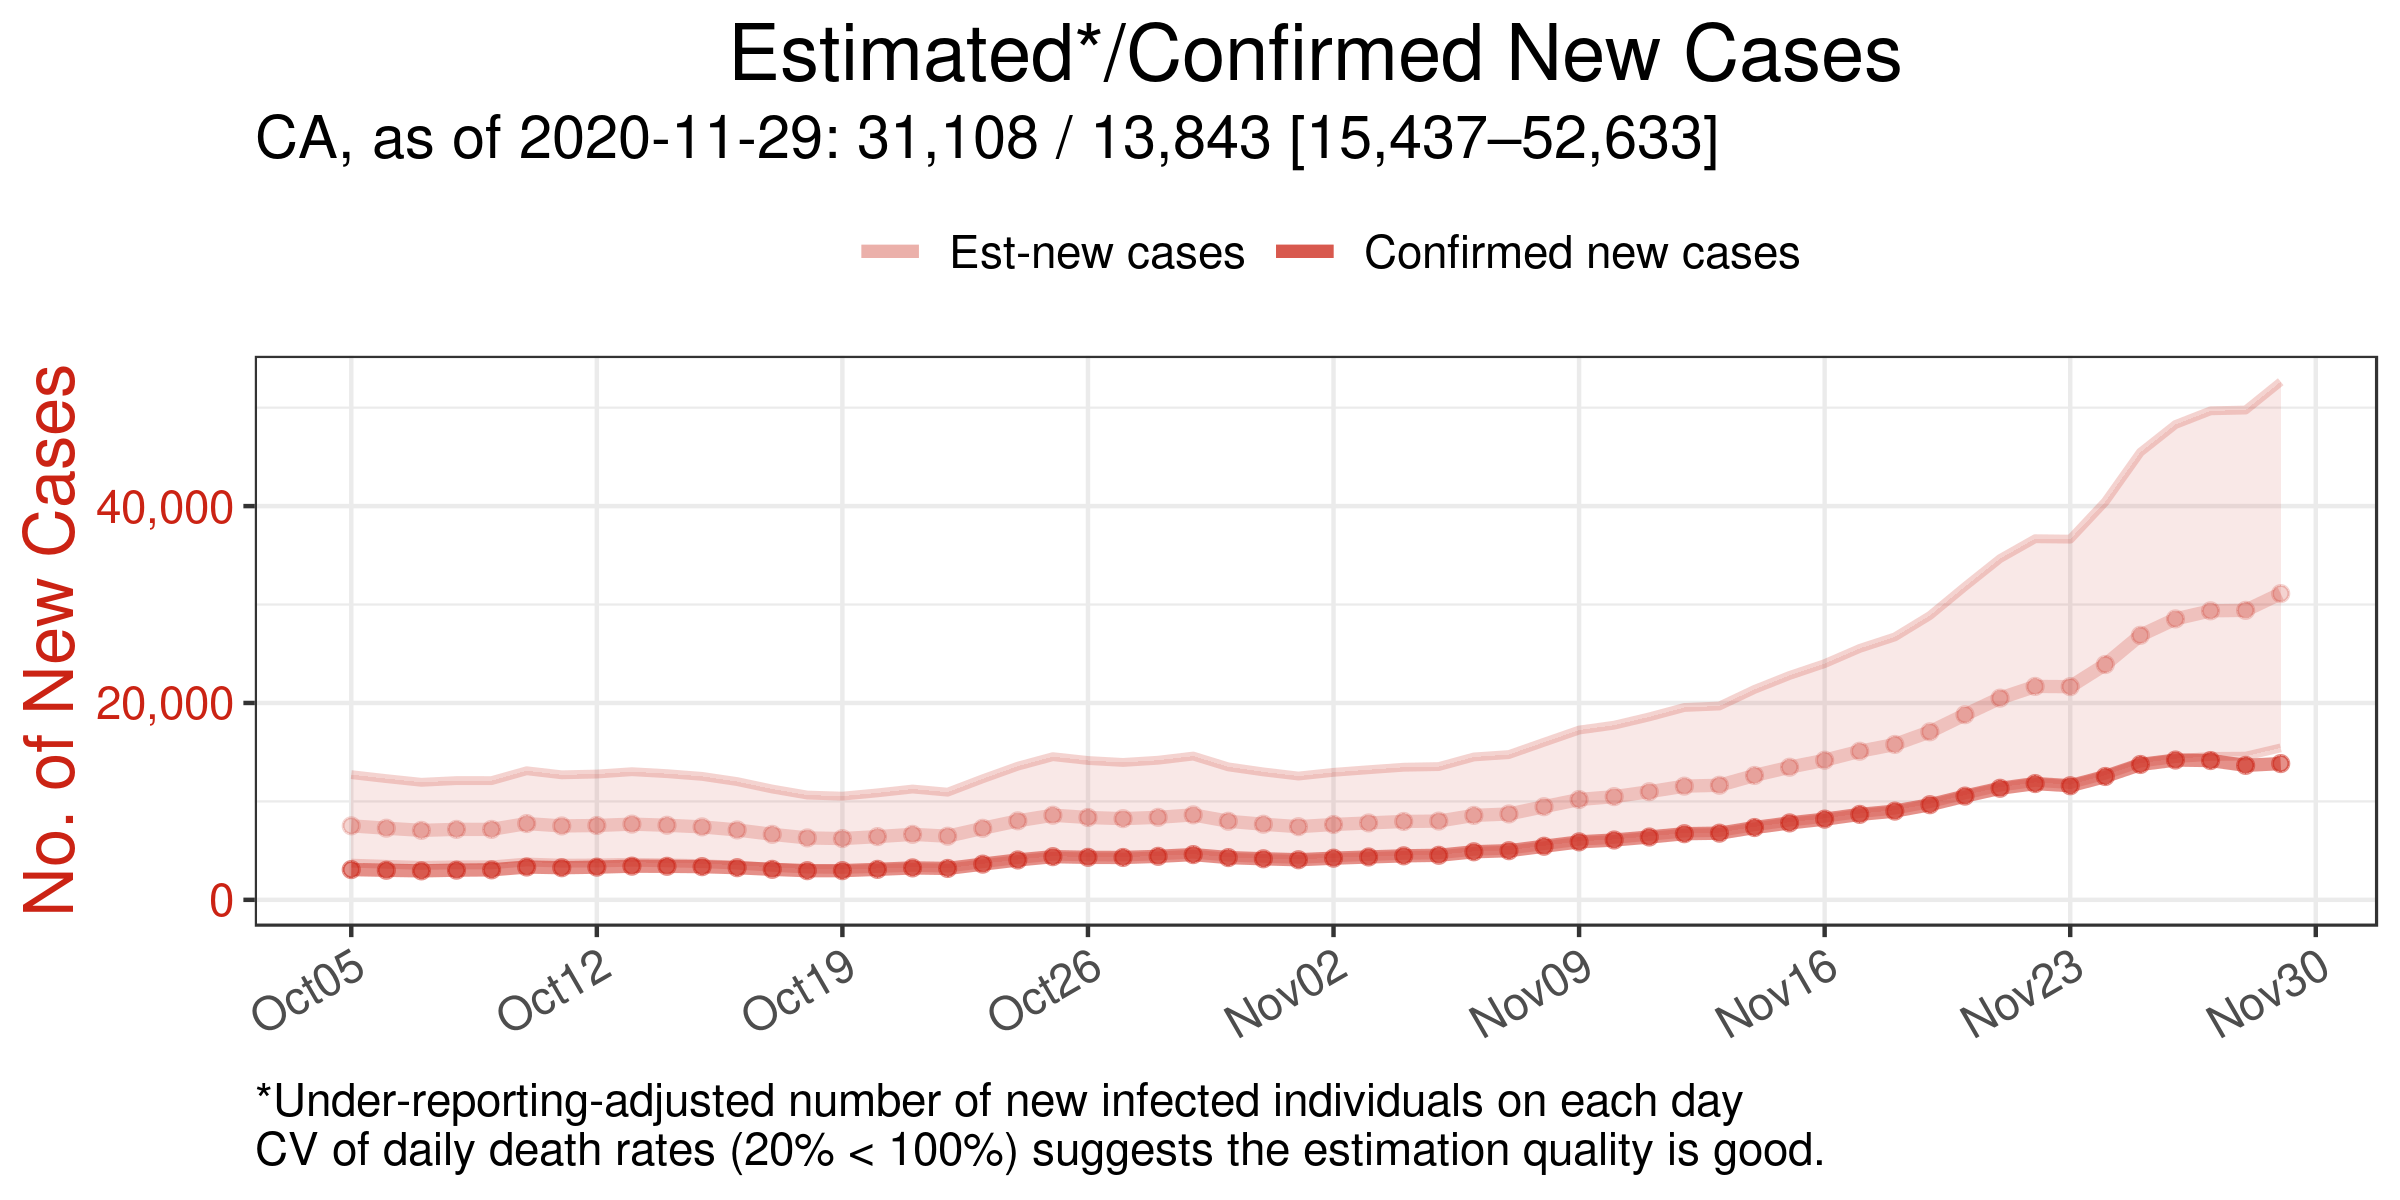 Estimated*/Confirmed New Cases
CA, as of 2020-11-29: 31,108 / 13,843 [15,437–52,633]
Est-new cases Confirmed new cases
No. of New Cases
40,000
20,000
0
Oct05 Oct12 Oct19 Oct26 Nov02 Nov09 Nov16 Nov23 Nov30
*Under-reporting-adjusted number of new infected individuals on each day
CV of daily death rates (20% < 100%) suggests the estimation quality is good.